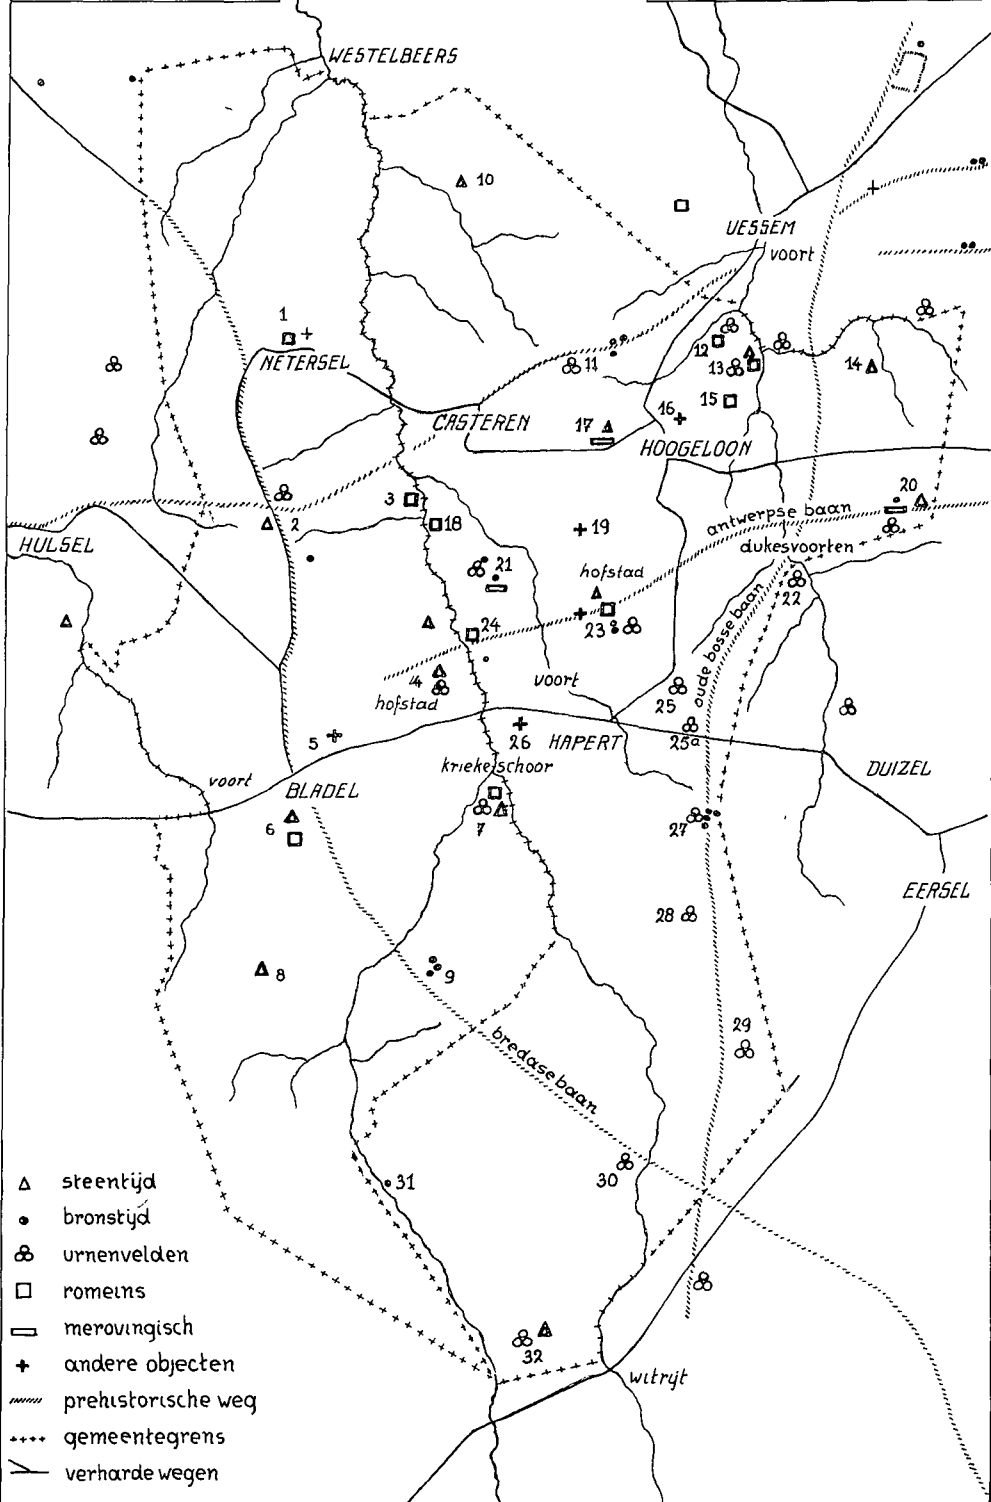 WESTELBEERS
10
VESSEM
voort
1
NETERSEL
11
12
13
14
15
16
CASTEREN
17
HOOGELOON
3
2
18
19
20
antwerpse baan
HULSEL
dukesvoorten
21
hofstad
22
23
24
oude bosse baan
4
voort
25
hofstad
5
26
HAPERT
25a
kriekeschoor
DUIZEL
voort
BLADEL
6
7
27
EERSEL
28
8
9
29
bredase baan
30
31
steentijd
bronstijd
urnenvelden
romeins
merovingisch
32
andere objecten
witrijt
prehistorische weg
gemeentegrens
verharde wegen